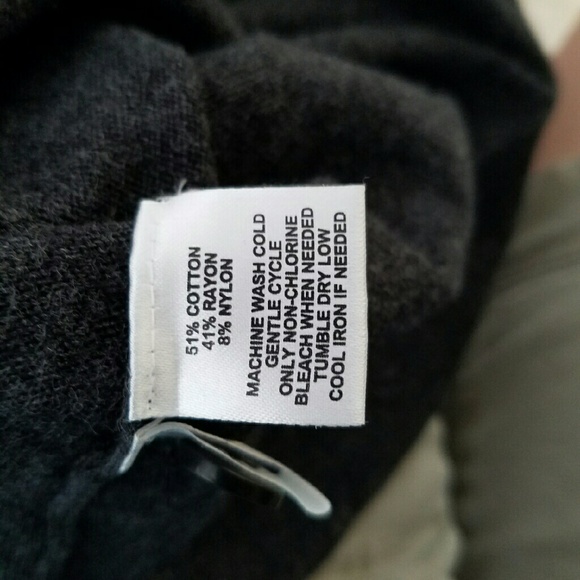 51% COTTON
41% RAYON
8% NYLON
MACHINE WASH COLD
GENTLE CYCLE
ONLY NON-CHLORINE
BLEACH WHEN NEEDED
TUMBLE DRY LOW
COOL IRON IF NEEDED